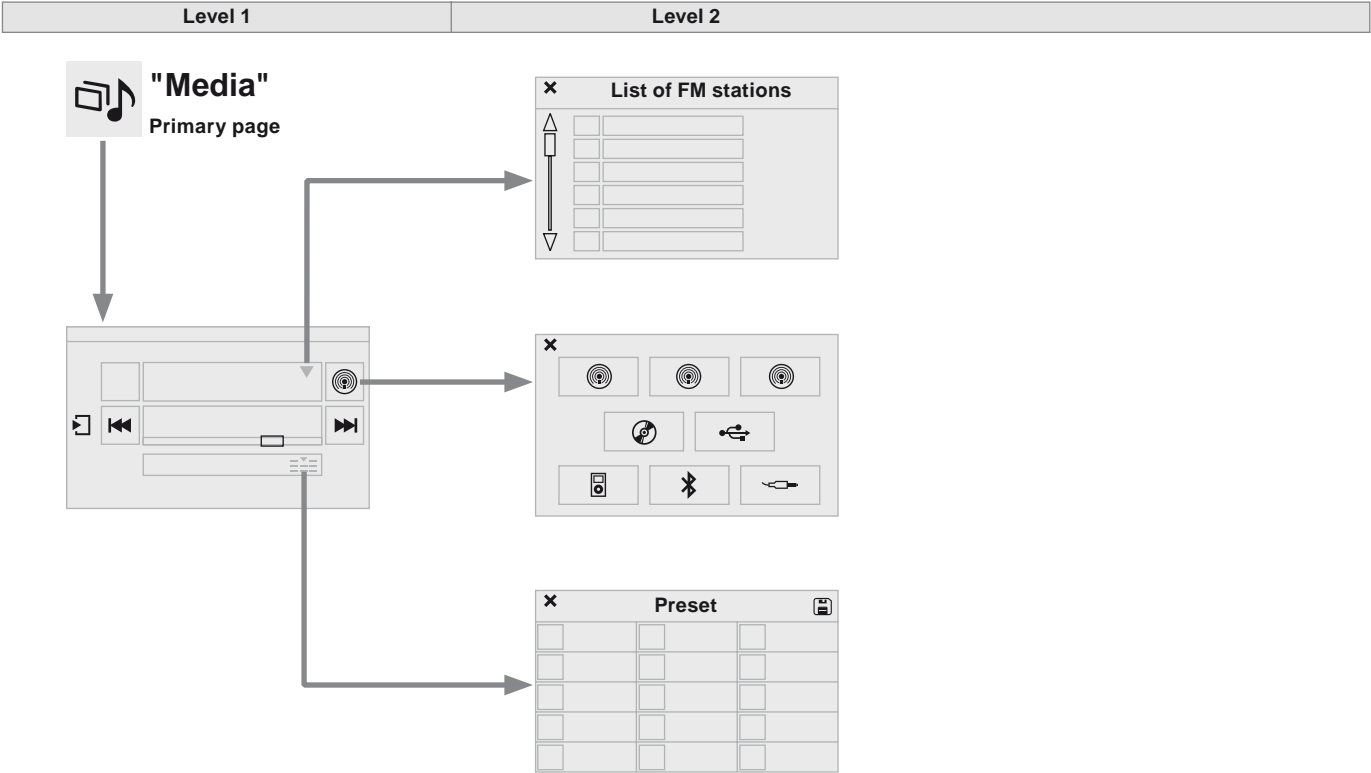 Level 1
Level 2
"Media"
Primary page
List of FM stations
Preset